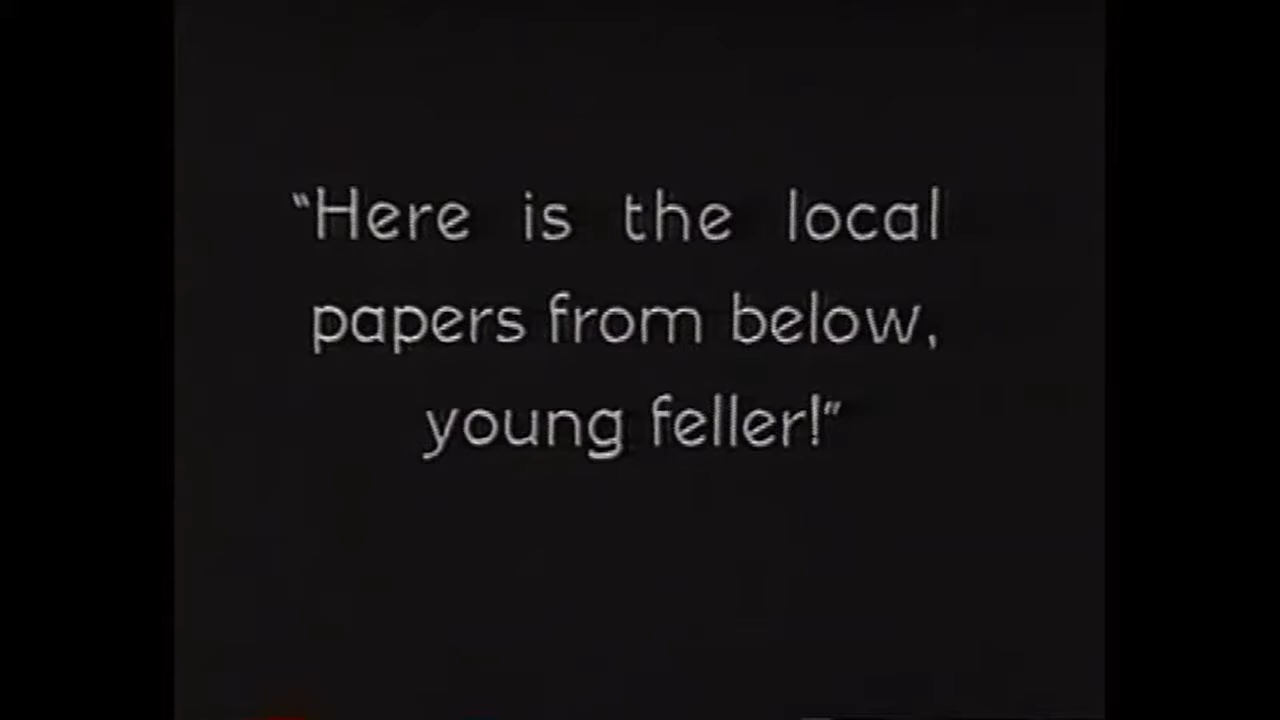 “Here is the local
papers from below,
young feller!”